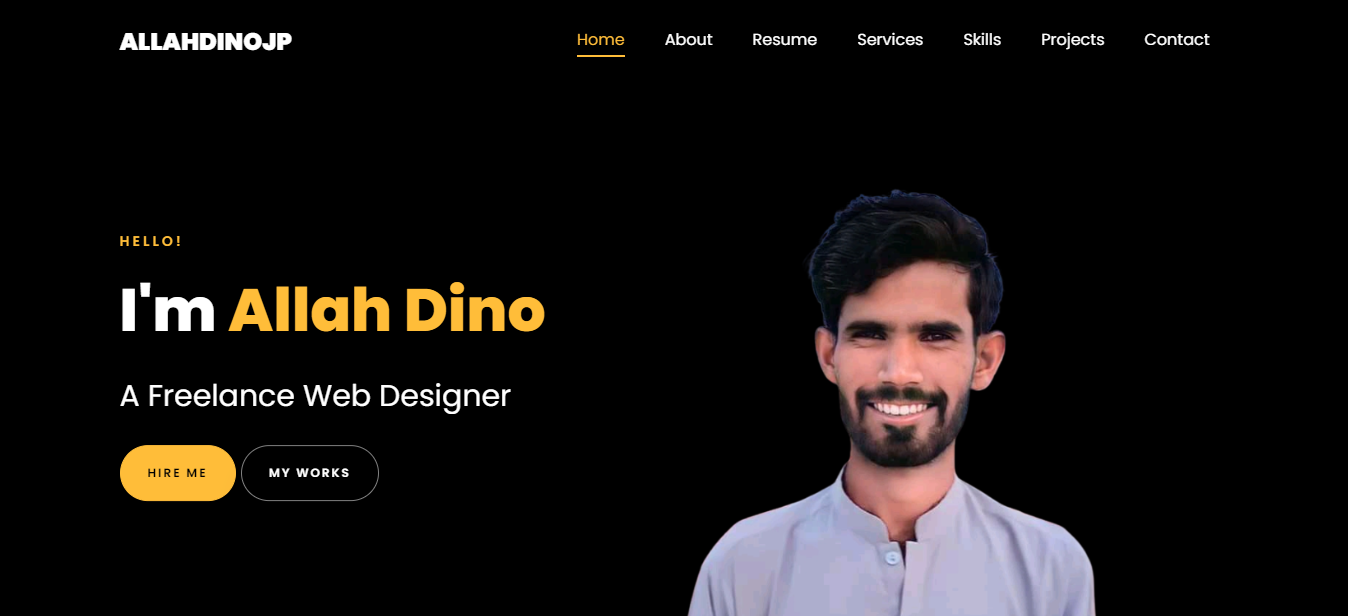 ALLAHDINOJP
Home About Resume Services Skills Projects Contact
HELLO!
I'm Allah Dino
A Freelance Web Designer
HIRE ME MY WORKS